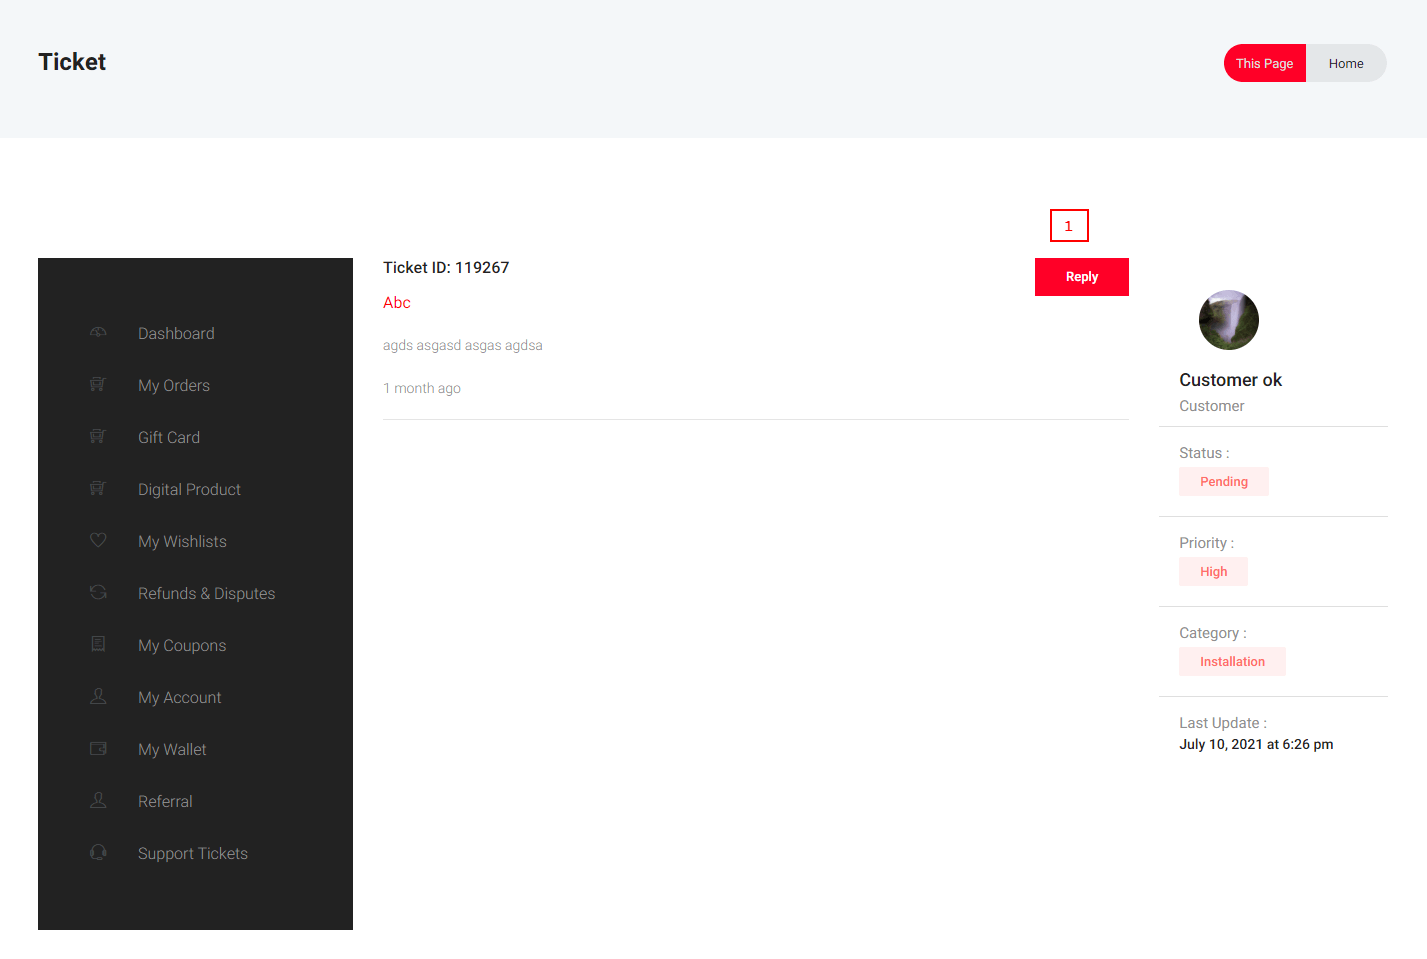 Ticket
This Page
Home
1
Ticket ID: 119267
Reply
Abc
agds asgasd asgas agdsa
1 month ago
Dashboard
My Orders
Gift Card
Digital Product
My Wishlists
Refunds & Disputes
My Coupons
My Account
My Wallet
Referral
Support Tickets
Customer ok
Customer
Status :
Pending
Priority :
High
Category :
Installation
Last Update :
July 10, 2021 at 6:26 pm